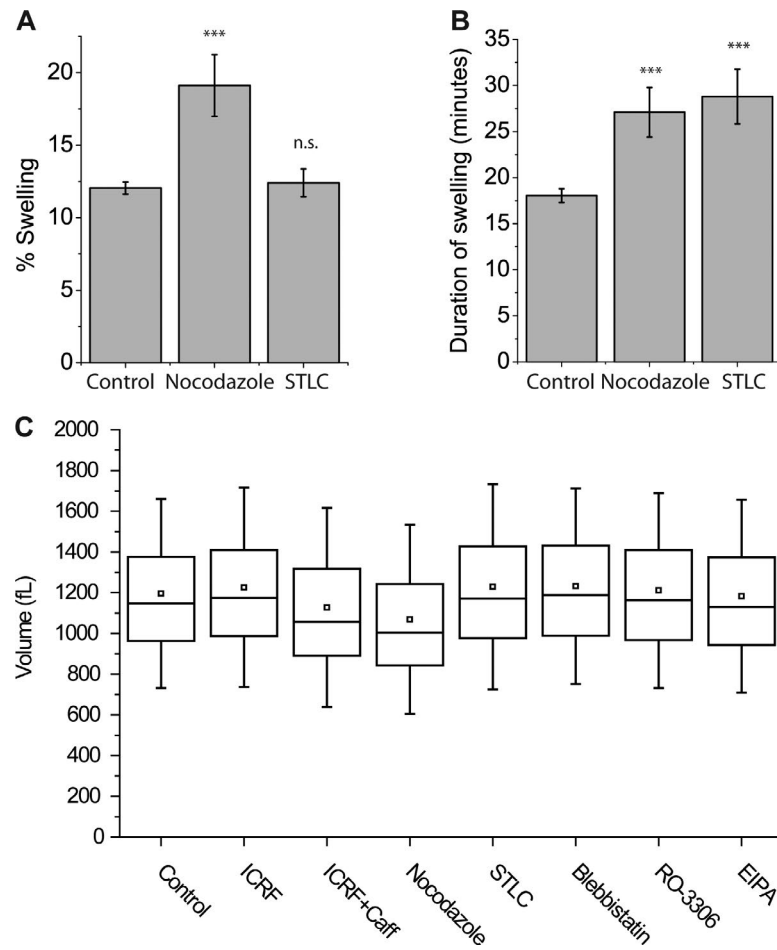 A
% Swelling
20
15
10
5
0
***
n.s.
Control Nocodazole STLC
B
Duration of swelling (minutes)
35
30
25
20
15
10
5
0
***
***
Control Nocodazole STLC
C
Volume (fL)
2000
1800
1600
1400
1200
1000
800
600
400
200
0
Control
ICRF
ICRF+Caff
Nocodazole
STLC
Blebbistatin
RO-3306
EIPA